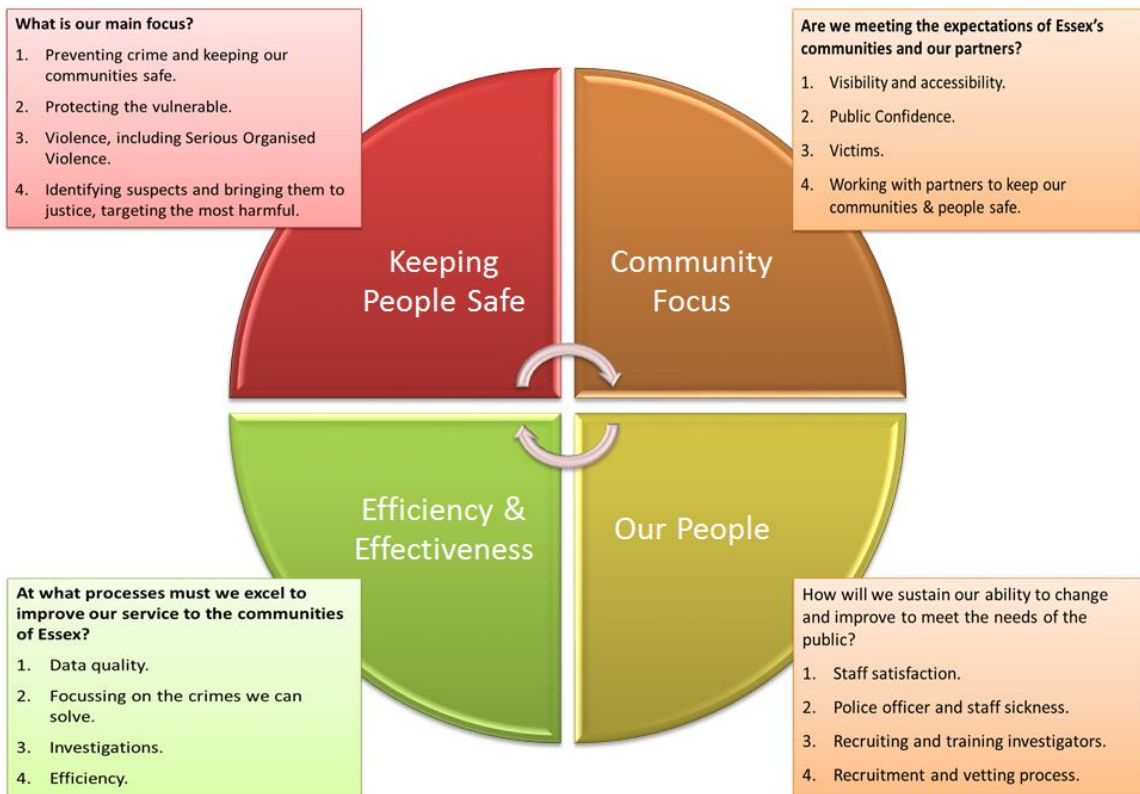 What is our main focus?
1. Preventing crime and keeping our
communities safe.
2. Protecting the vulnerable.
3. Violence, including Serious Organised
Violence.
4. Identifying suspects and bringing them to
justice, targeting the most harmful.
Are we meeting the expectations of Essex’s
communities and our partners?
1. Visibility and accessibility.
2. Public Confidence.
3. Victims.
4. Working with partners to keep our
communities & people safe.
Keeping
People Safe
Community
Focus
Efficiency &
Effectiveness
Our People
At what processes must we excel to
improve our service to the communities
of Essex?
1. Data quality.
2. Focussing on the crimes we can
solve.
3. Investigations.
4. Efficiency.
How will we sustain our ability to change
and improve to meet the needs of the
public?
1. Staff satisfaction.
2. Police officer and staff sickness.
3. Recruiting and training investigators.
4. Recruitment and vetting process.